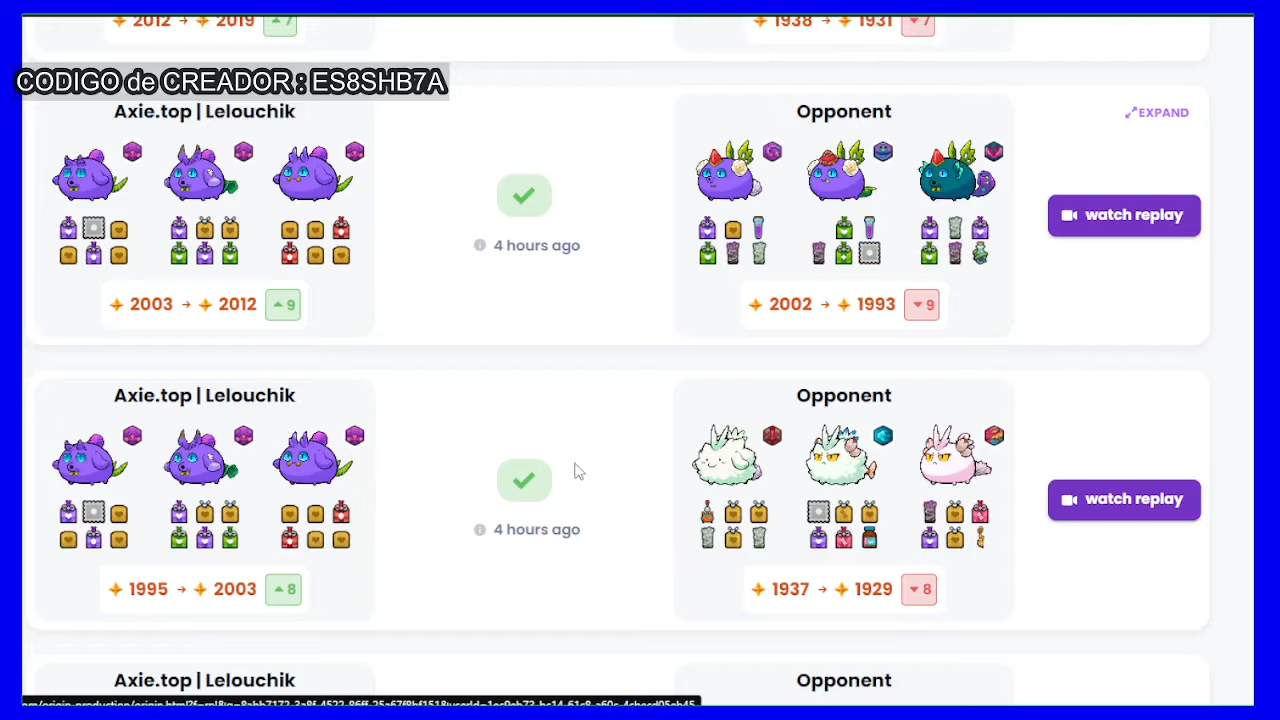 2012 → 2019 7
1938 → 1931 7
CODIGO de CREADOR : ES8SHB7A
Axie.top | Lelouchik
Opponent
EXPAND
watch replay
4 hours ago
2003 → 2012 9
2002 → 1993 9
Axie.top | Lelouchik
Opponent
watch replay
4 hours ago
1995 → 2003 8
1937 → 1929 8
Axie.top | Lelouchik
Opponent